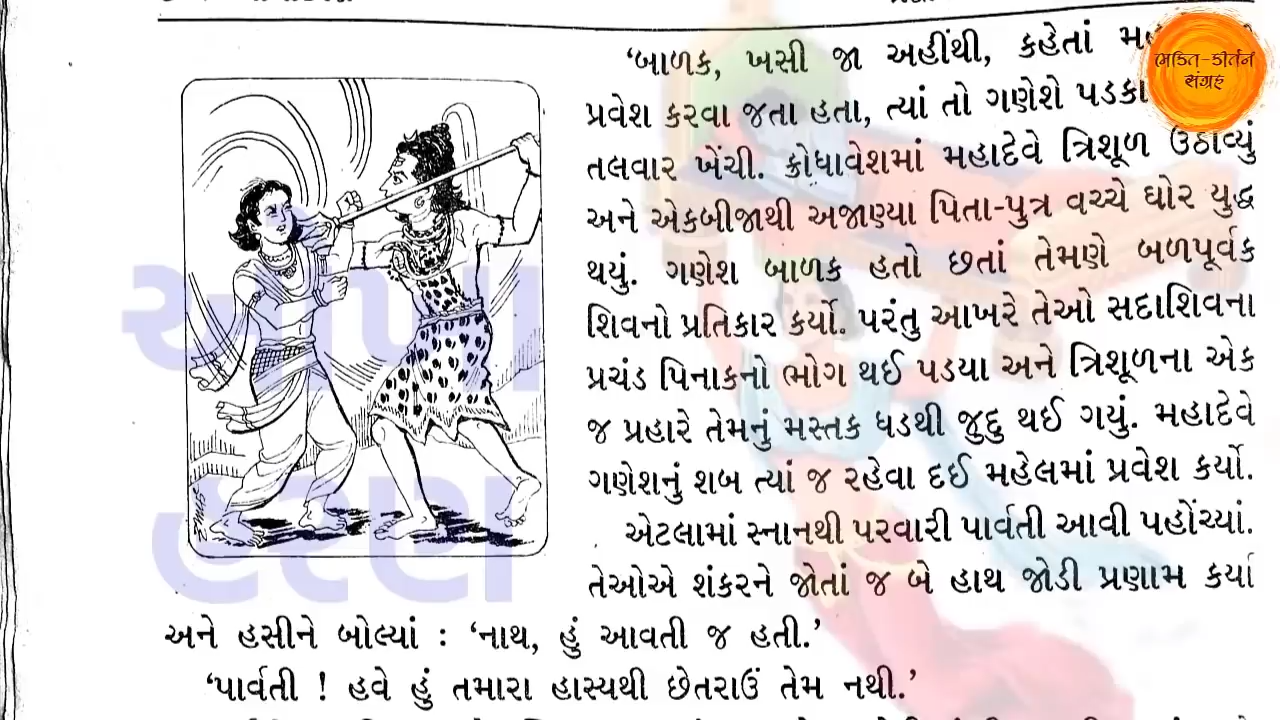 ‘બાળક, ખસી જા અહીંથી, કહેતાં
ભક્તિ-કીર્તન
સંગ્રહ
પ્રવેશ કરવા જતા હતા, ત્યાં તો ગણેશે
તલવાર ખેંચી. ક્રોધાવેશમાં મહાદેવે ત્રિશૂળ ઉઠાવ્યું
અને એકબીજાથી અજાણ્યા પિતા-પુત્ર વચ્ચે ઘોર યુદ્ધ
થયું. ગણેશ બાળક હતો છતાં તેમણે બળપૂર્વક
શિવનો પ્રતિકાર કર્યો. પરંતુ આખરે તેઓ સદાશિવના
પ્રચંડ પિનાકનો ભોગ થઈ પડયા અને ત્રિશૂળના એક
જ પ્રહારે તેમનું મસ્તક ધડથી જુદુ થઈ ગયું. મહાદેવે
ગણેશનું શબ ત્યાં જ રહેવા દઈ મહેલમાં પ્રવેશ કર્યો.
એટલામાં સ્નાનથી પરવારી પાર્વતી આવી પહોંચ્યાં.
તેઓએ શંકરને જોતાં જ બે હાથ જોડી પ્રણામ કર્યા
અને હસીને બોલ્યાં : ‘નાથ, હું આવતી જ હતી.’
‘પાર્વતી ! હવે હું તમારા હાસ્યથી છેતરાઉં તેમ નથી.’